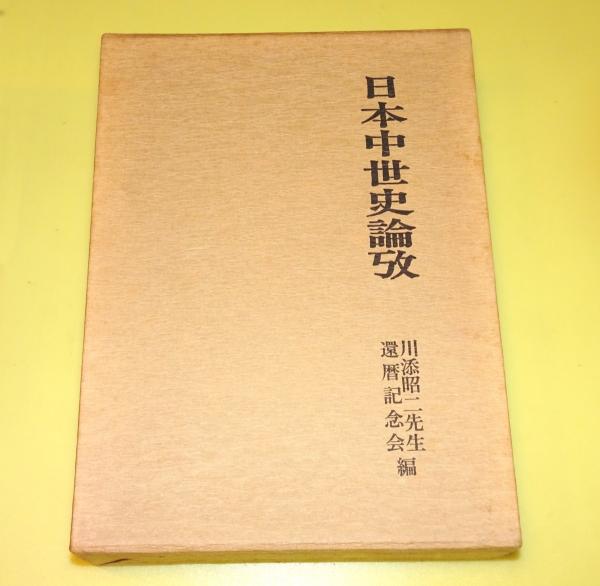 日本中世史論攷
川添昭二先生
還暦記念会
編